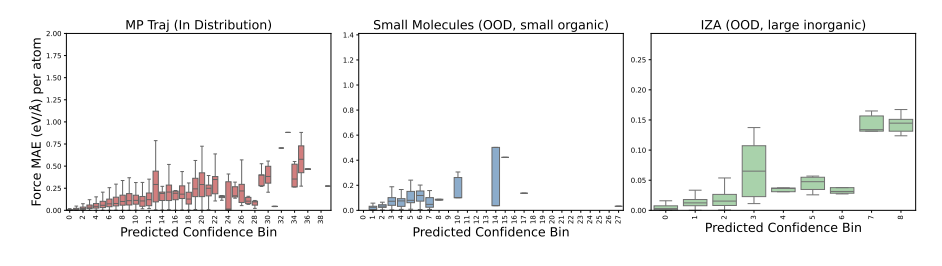 MP Traj (In Distribution)
Small Molecules (OOD, small organic)
IZA (OOD, large inorganic)
Force MAE (eV/Å) per atom
2.00
1.75
1.50
1.25
1.00
0.75
0.50
0.25
0.00
0 2 4 6 8 10 12 14 16 18 20 22 24 26 28 30 32 34 36 38
Predicted Confidence Bin
1.4
1.2
1.0
0.8
0.6
0.4
0.2
0.0
0 1 2 3 4 5 6 7 8 9 10 11 12 13 14 15 16 17 18 19 20 21 22 23 24 25 26 27
Predicted Confidence Bin
0.25
0.20
0.15
0.10
0.05
0.00
0 1 2 3 4 5 6 7 8
Predicted Confidence Bin